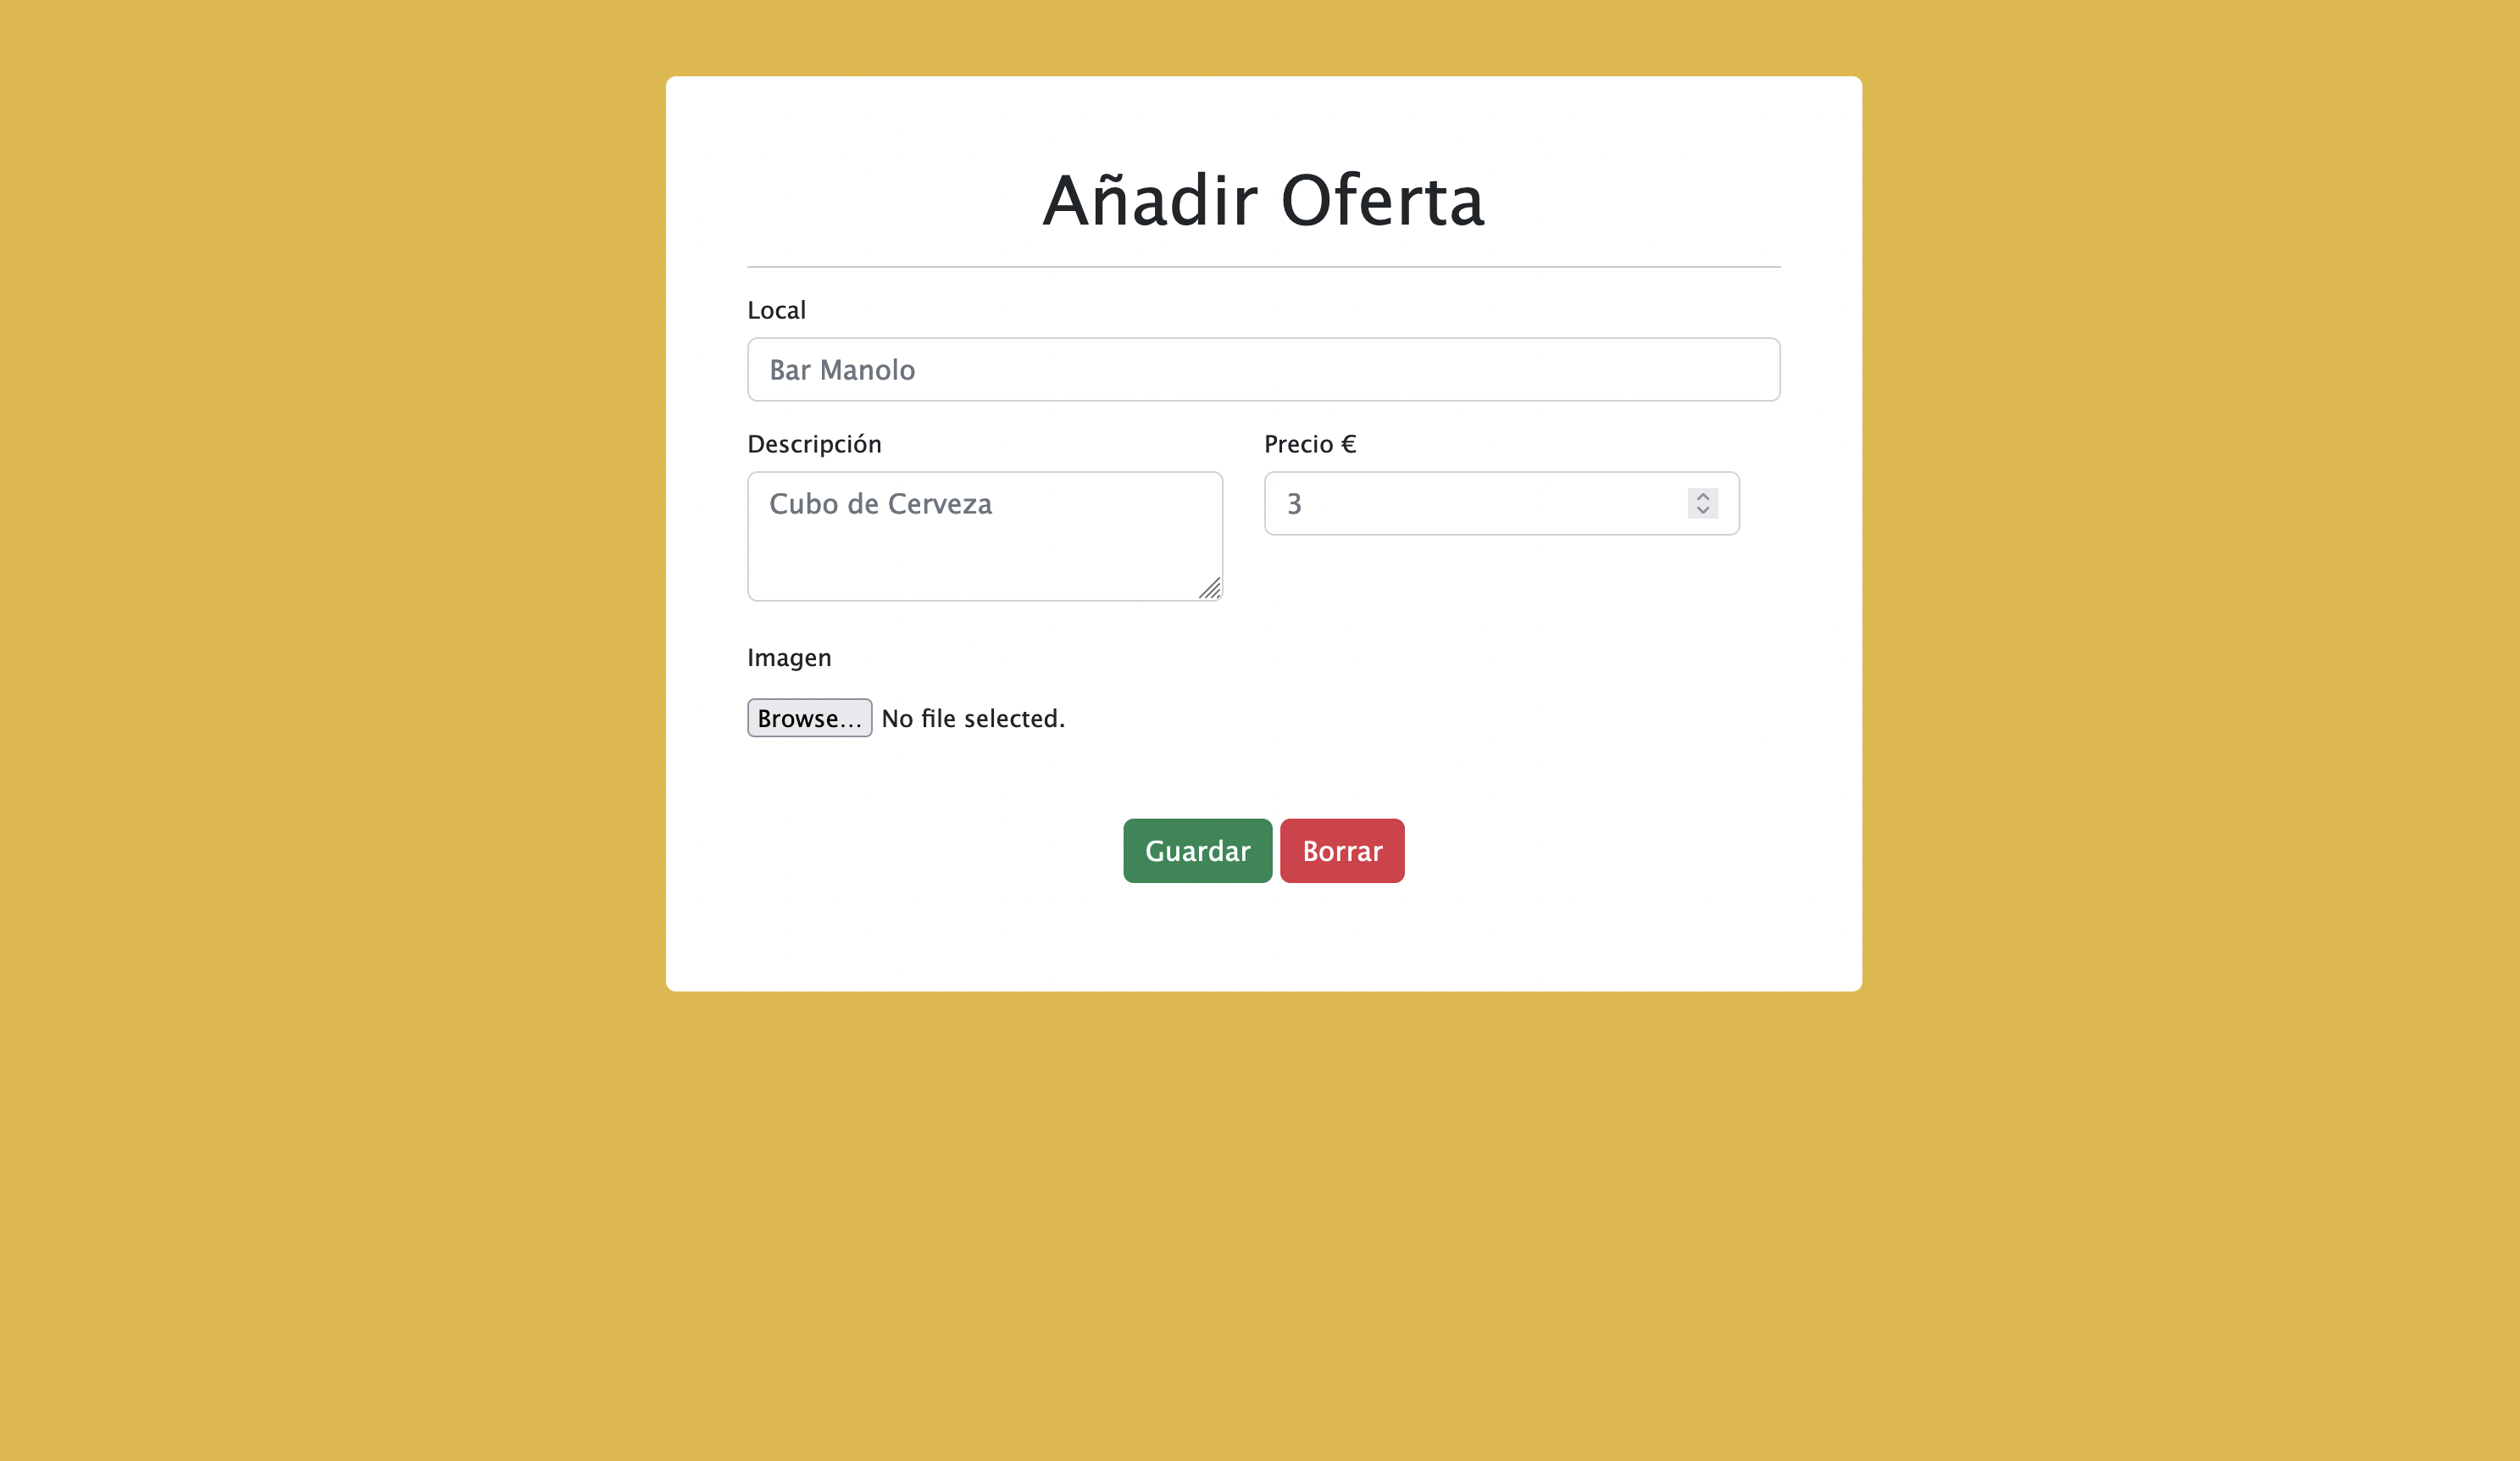 Añadir Oferta
Local
Bar Manolo
Descripción
Precio €
Cubo de Cerveza
3
Imagen
Browse… No file selected.
Guardar Borrar